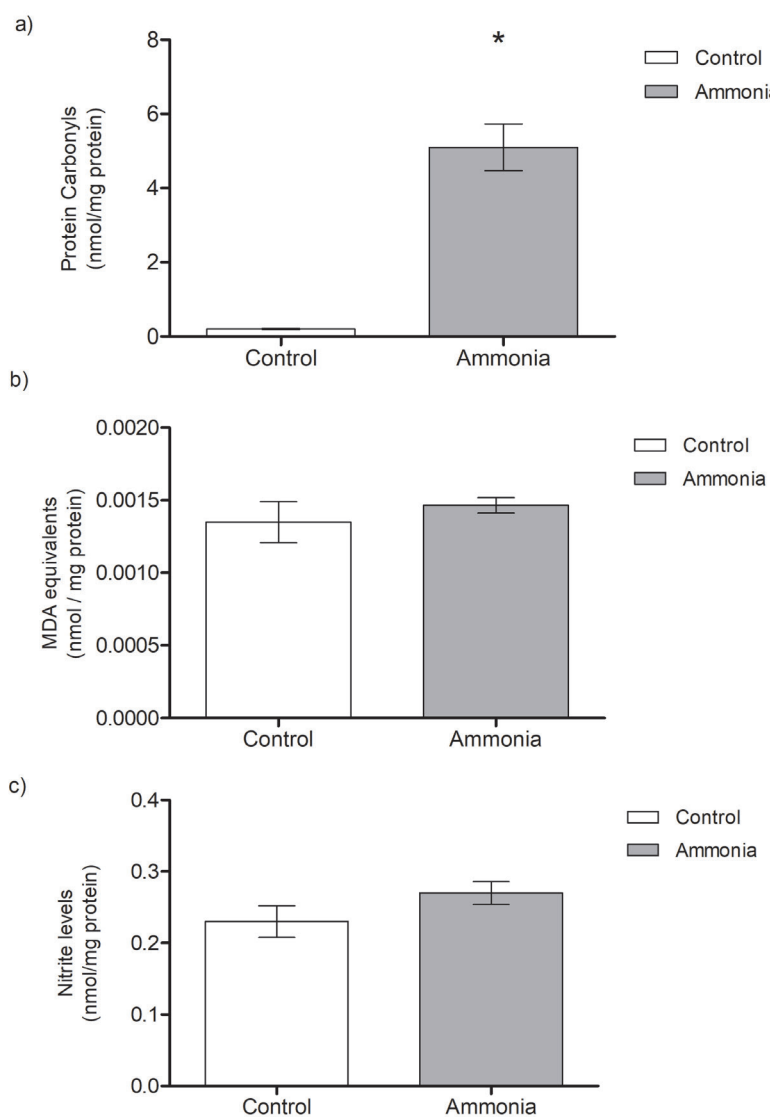 a)
8
6
4
2
0
Protein Carbonyls
(nmol/mg protein)
*
Control
Ammonia
Control
Ammoni
b)
0.0020
0.0015
0.0010
0.0005
0.0000
MDA equivalents
(nmol / mg protein)
Control
Ammonia
Control
Ammonia
c)
0.4
0.3
0.2
0.1
0.0
Nitrite levels
(nmol/mg protein)
Control
Ammonia
Control
Ammonia